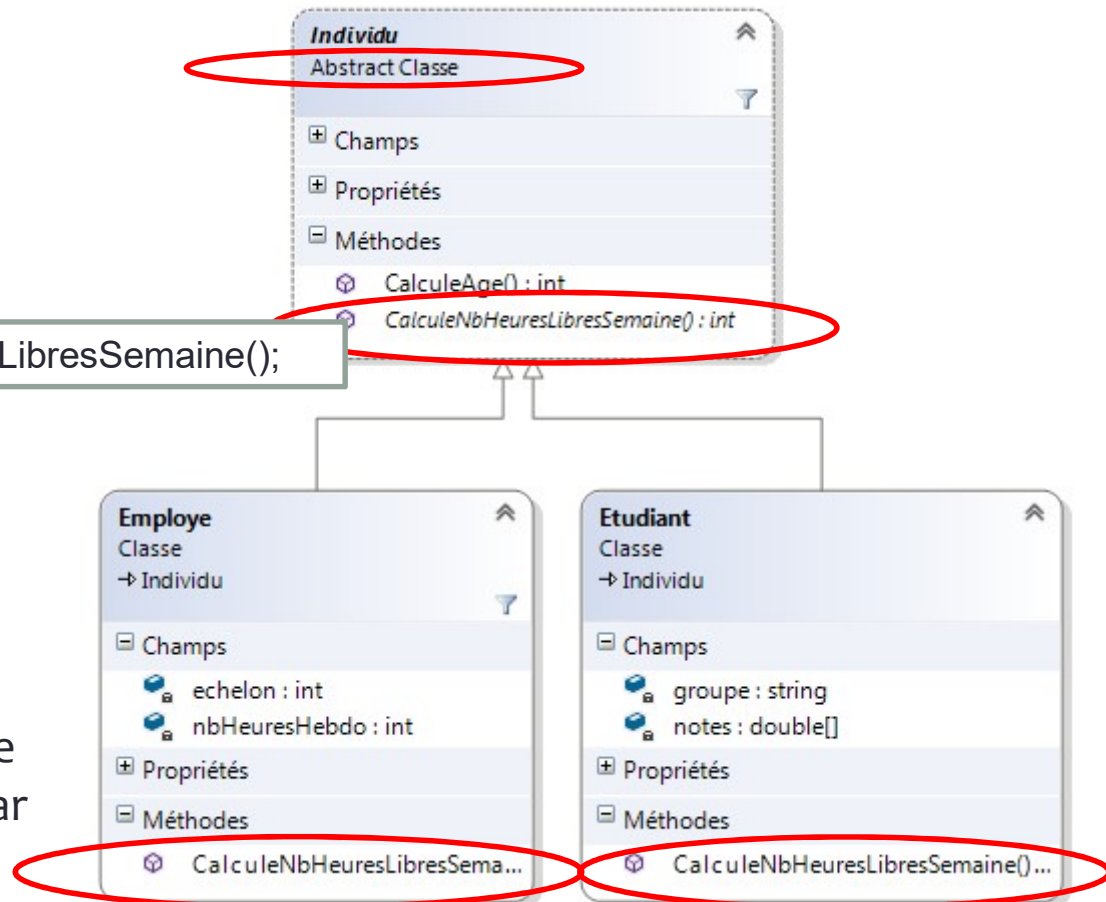 Individu
Abstract Classe
Champs
Propriétés
Méthodes
CalculeAge() : int
CalculeNbHeuresLibresSemaine() : int
LibresSemaine();
Employe
Classe
Individu
Champs
echelon : int
nbHeuresHebdo : int
Propriétés
Méthodes
CalculeNbHeuresLibresSema...
Etudiant
Classe
Individu
Champs
groupe : string
notes : double[]
Propriétés
Méthodes
CalculeNbHeuresLibresSemaine()...
e
ar